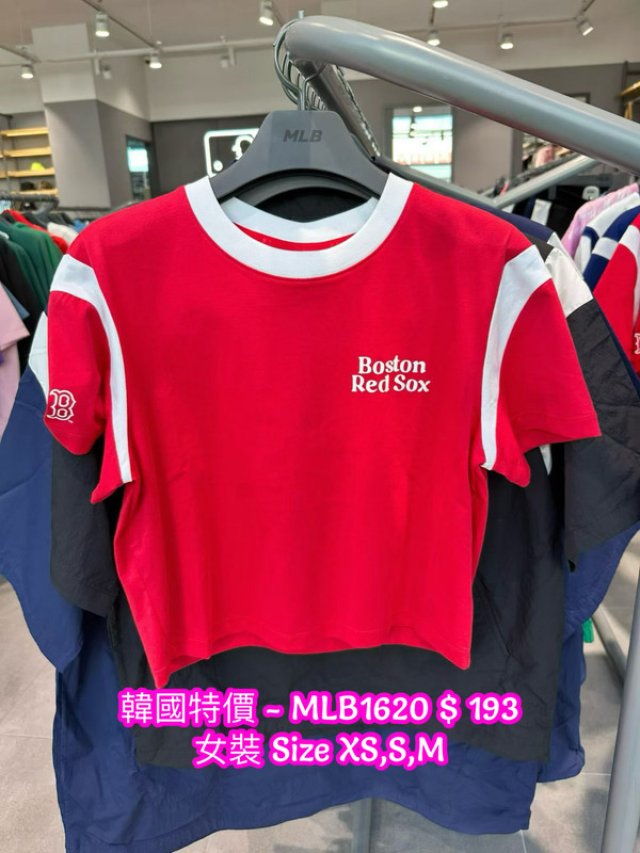 MLB
Boston
Red Sox
B
韓國特價 ~ MLB1620 $ 193
女裝 Size XS,S,M